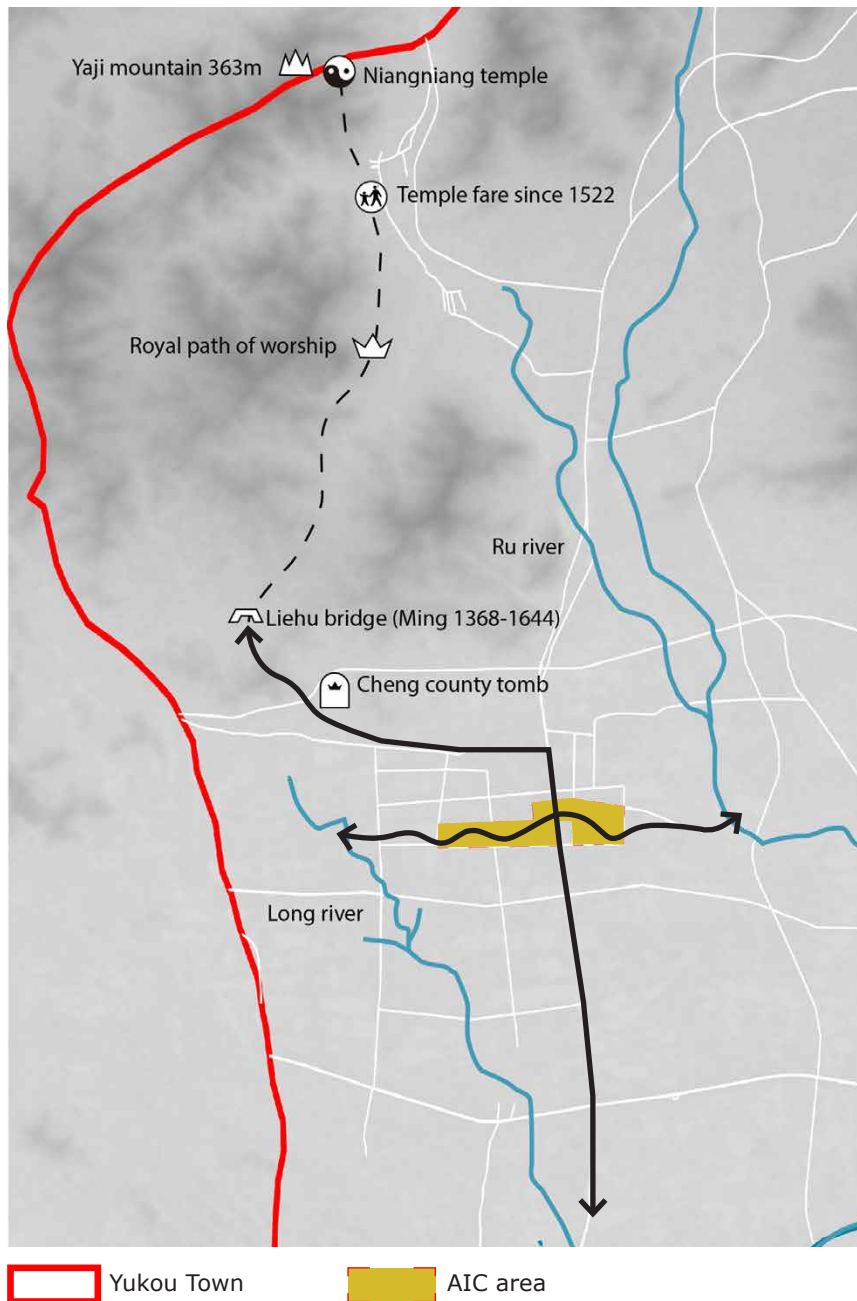 Yaji mountain 363m
Niangniang temple
Temple fare since 1522
Royal path of worship
Ru river
Liehu bridge (Ming 1368-1644)
Cheng county tomb
Long river
Yukou Town
AIC area